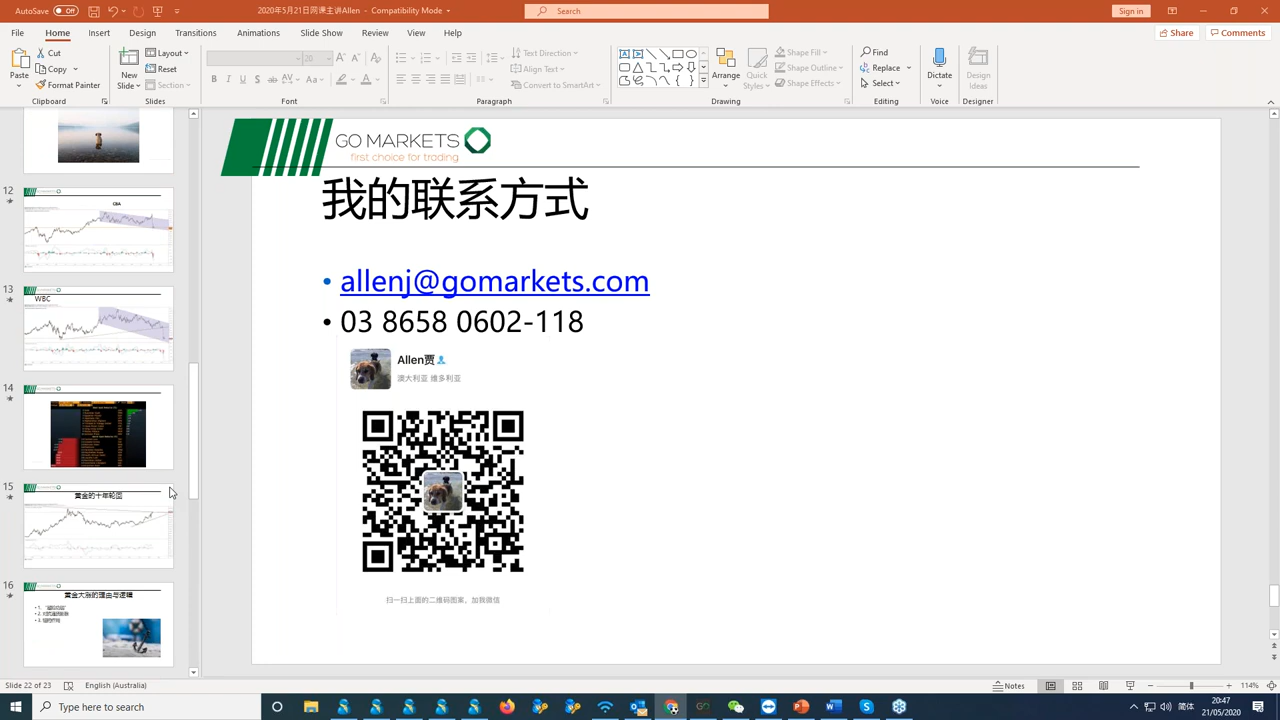 2020年5月21日网课主讲Allen - Compatibility Mode
Search
Sign in
File
Home
Insert
Design
Transitions
Animations
Slide Show
Review
View
Help
Share
Comments
Paste
Cut
Copy
Format Painter
Clipboard
New Slide
Layout
Reset
Section
Slides
20
Font
Text Direction
Align Text
Convert to SmartArt
Paragraph
Arrange
Quick Styles
Shape Fill
Shape Outline
Shape Effects
Drawing
Find
Replace
Select
Editing
Dictate
Voice
Design Ideas
Designer
12
CBA
13
WBC
14
15
黄金的十年轮回
16
黄金大涨的理由与逻辑
GO MARKETS
first choice for trading
我的联系方式
• allenj@gomarkets.com
• 03 8658 0602-118
Allen贾
澳大利亚 维多利亚
扫一扫上面的二维码图案，加我微信
Slide 22 of 23
English (Australia)
Notes
114%
Type here to search
简体
20:47
21/05/2020